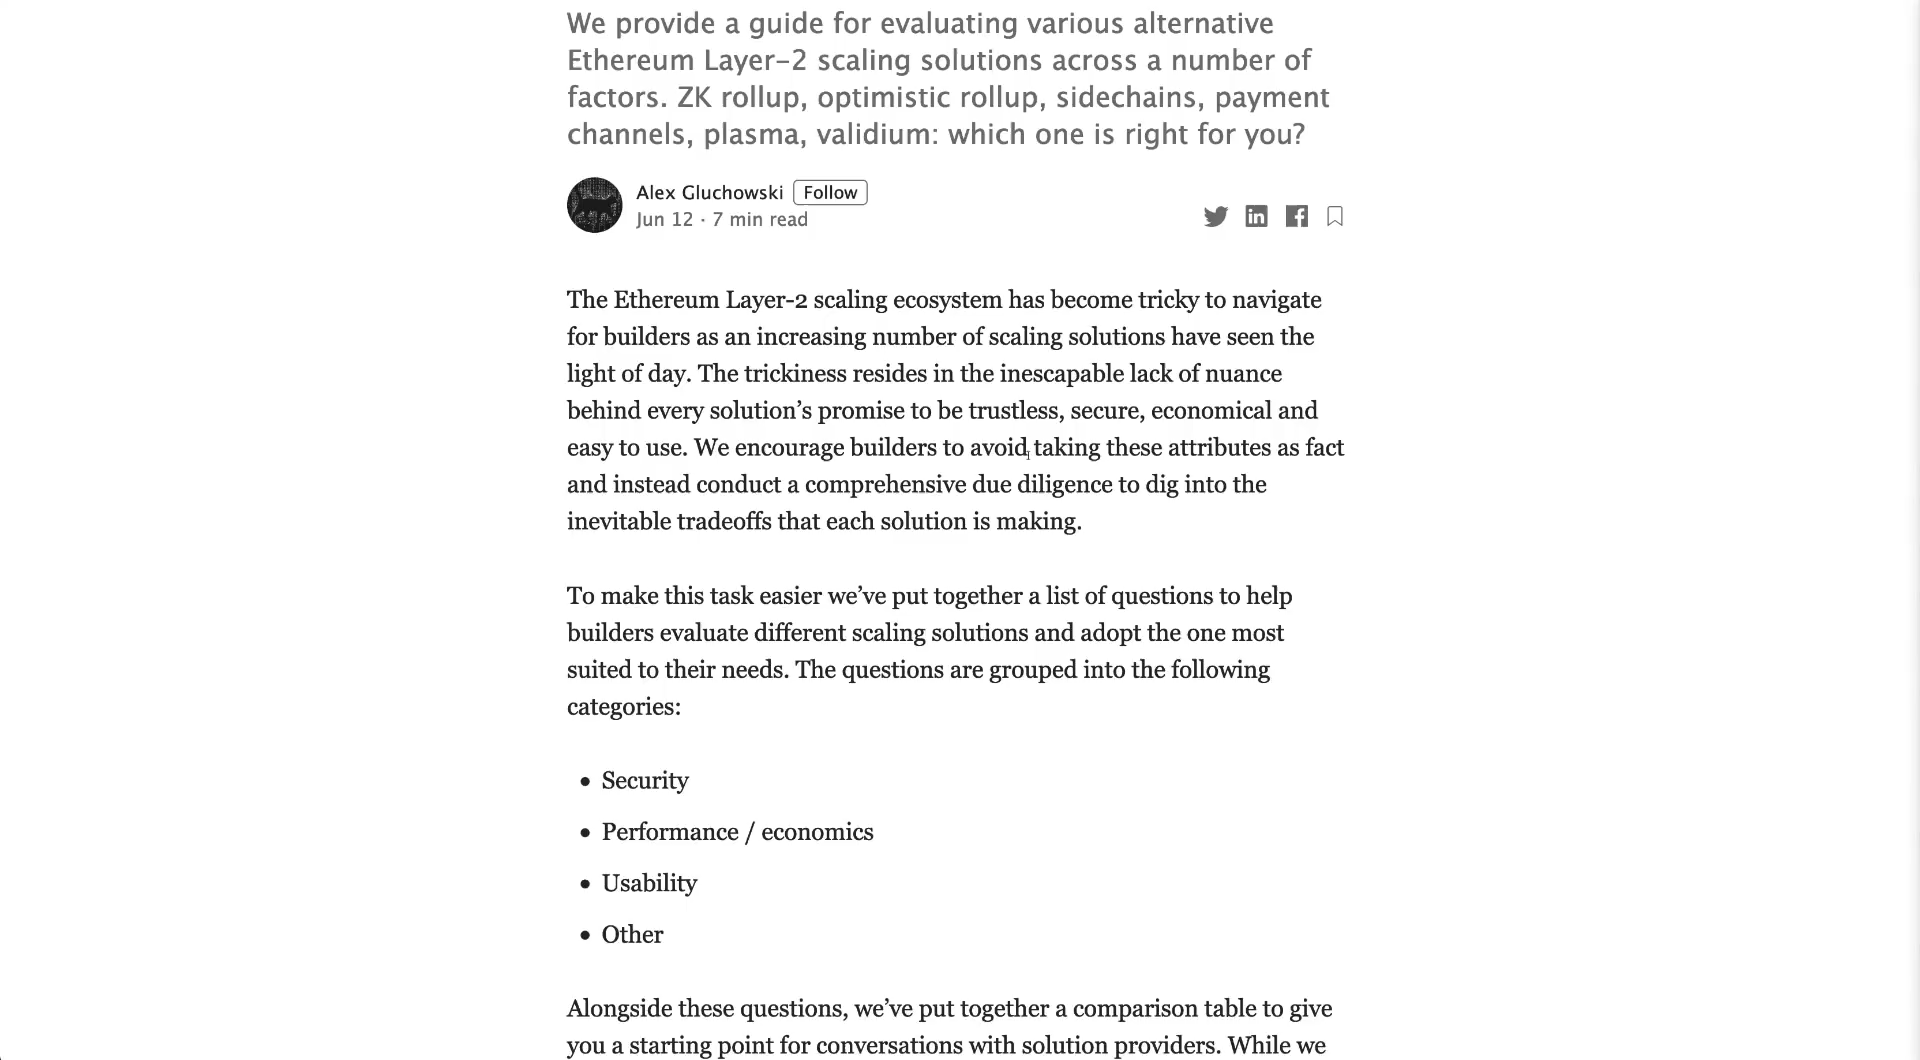 We provide a guide for evaluating various alternative
Ethereum Layer-2 scaling solutions across a number of
factors. ZK rollup, optimistic rollup, sidechains, payment
channels, plasma, validium: which one is right for you?
Alex Gluchowski Follow
Jun 12 · 7 min read
The Ethereum Layer-2 scaling ecosystem has become tricky to navigate
for builders as an increasing number of scaling solutions have seen the
light of day. The trickiness resides in the inescapable lack of nuance
behind every solution’s promise to be trustless, secure, economical and
easy to use. We encourage builders to avoid taking these attributes as fact
and instead conduct a comprehensive due diligence to dig into the
inevitable tradeoffs that each solution is making.
To make this task easier we’ve put together a list of questions to help
builders evaluate different scaling solutions and adopt the one most
suited to their needs. The questions are grouped into the following
categories:
• Security
• Performance / economics
• Usability
• Other
Alongside these questions, we’ve put together a comparison table to give
you a starting point for conversations with solution providers. While we